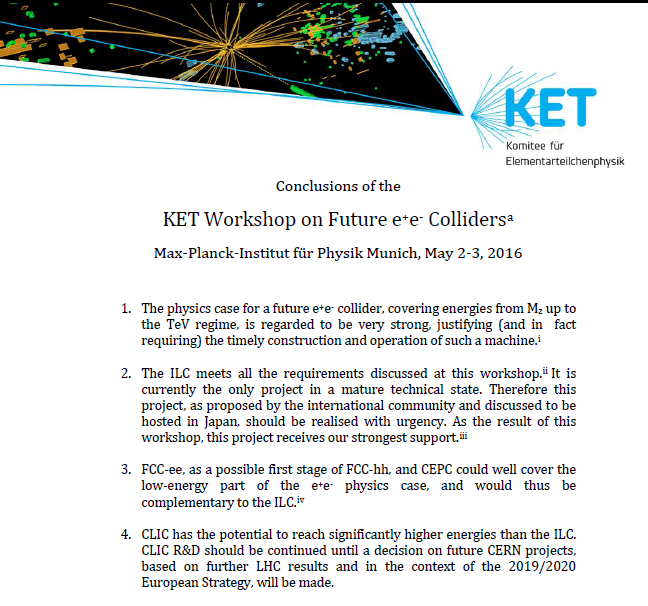 KET
Komitee für
Elementarteilchenphysik
Conclusions of the
KET Workshop on Future e⁺e⁻ Collidersᵃ
Max-Planck-Institut für Physik Munich, May 2-3, 2016
1. The physics case for a future e⁺e⁻ collider, covering energies from M_Z up to
the TeV regime, is regarded to be very strong, justifying (and in fact
requiring) the timely construction and operation of such a machine.ⁱ
2. The ILC meets all the requirements discussed at this workshop.ⁱⁱ It is
currently the only project in a mature technical state. Therefore this
project, as proposed by the international community and discussed to be
hosted in Japan, should be realised with urgency. As the result of this
workshop, this project receives our strongest support.ⁱⁱⁱ
3. FCC-ee, as a possible first stage of FCC-hh, and CEPC could well cover the
low-energy part of the e⁺e⁻ physics case, and would thus be
complementary to the ILC.ⁱᵛ
4. CLIC has the potential to reach significantly higher energies than the ILC.
CLIC R&D should be continued until a decision on future CERN projects,
based on further LHC results and in the context of the 2019/2020
European Strategy, will be made.